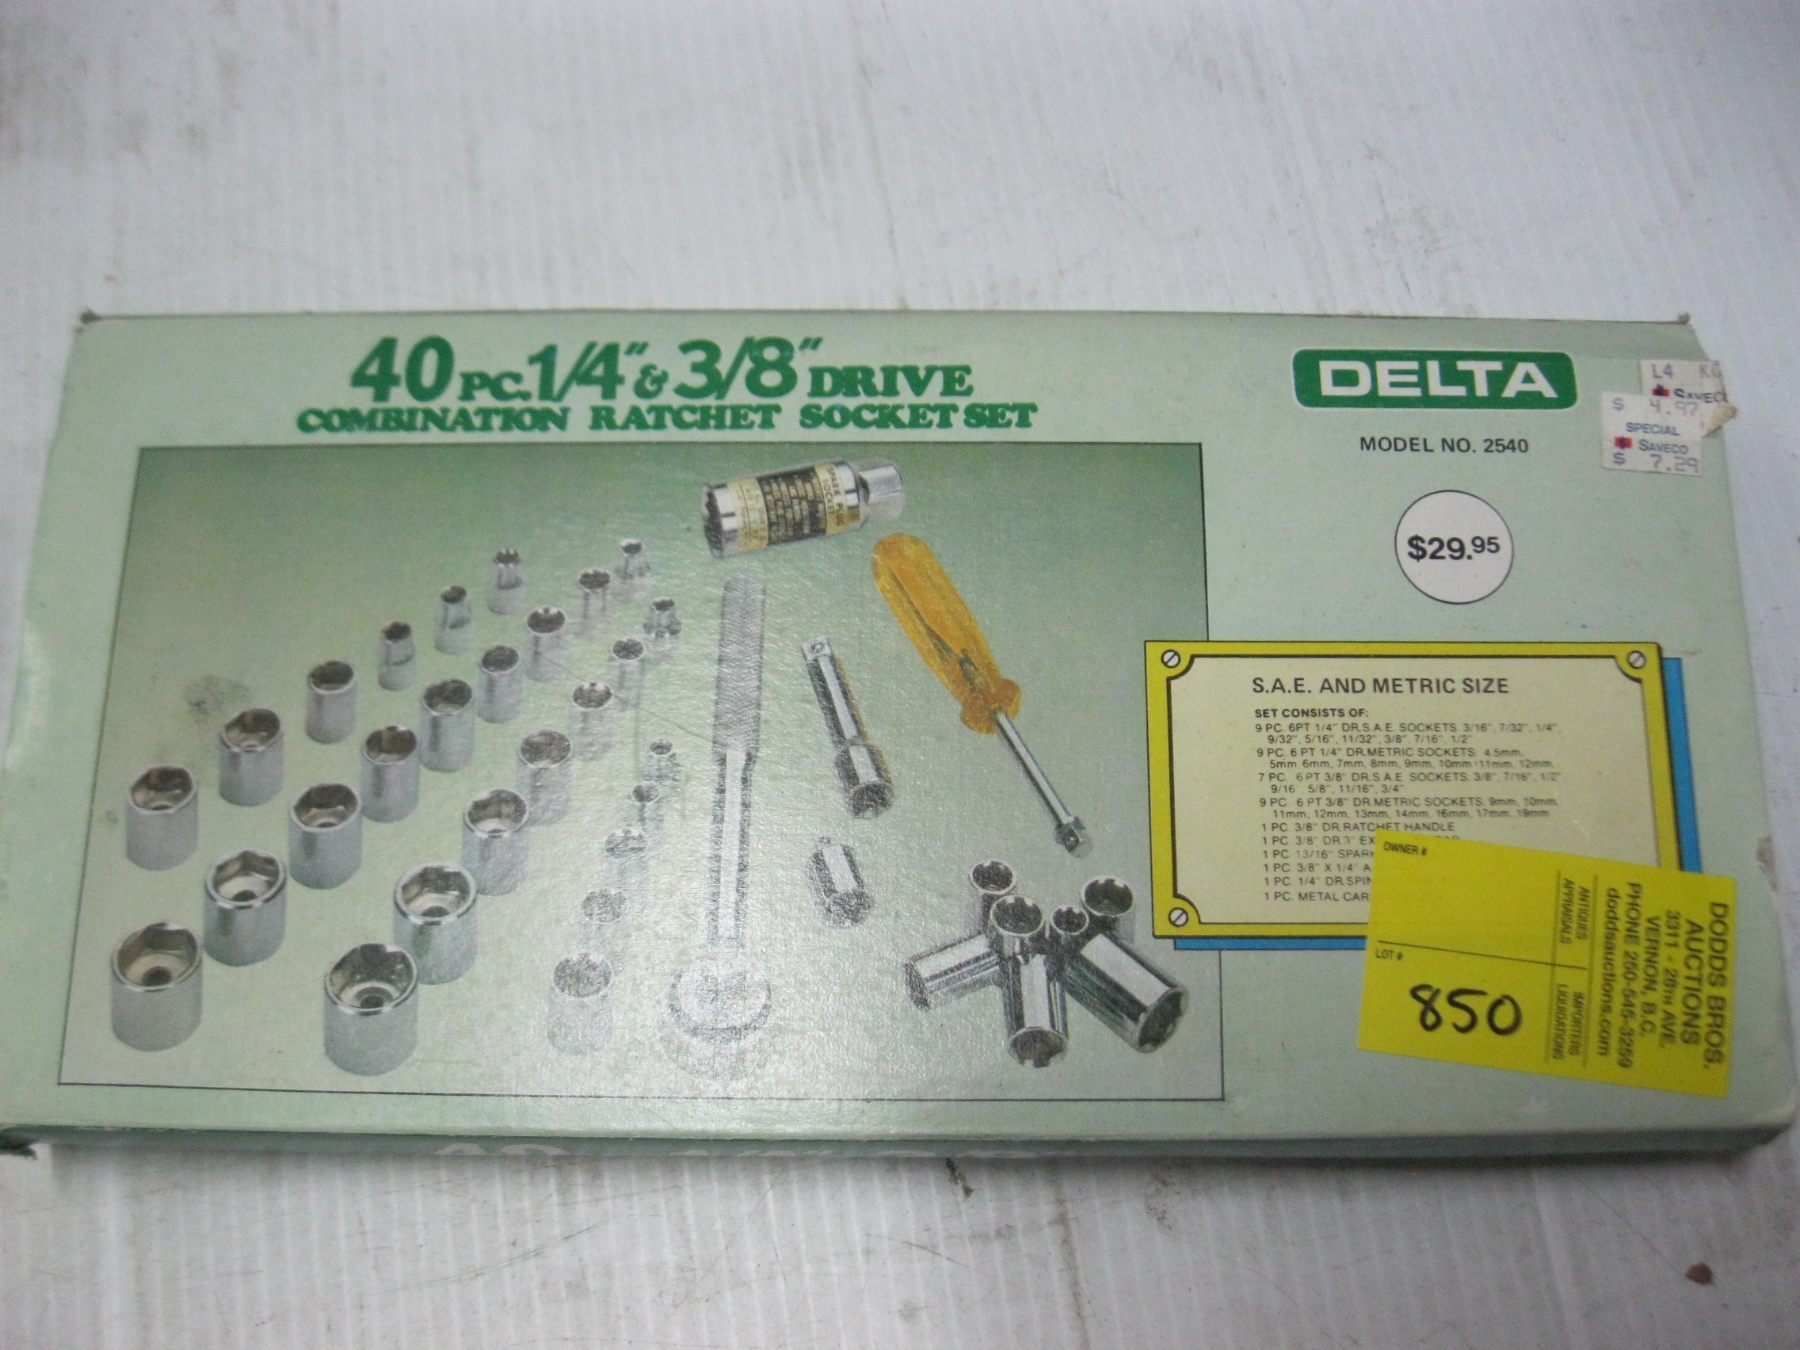 40 PC. 1/4" & 3/8" DRIVE
COMBINATION RATCHET SOCKET SET
DELTA
MODEL NO. 2540
L4
SAVECO
$ 4.97
SPECIAL
SAVECO
$ 7.29
$29.95
SPARK PLUG
SOCKET
S.A.E. AND METRIC SIZE
SET CONSISTS OF:
9 PC. 6PT 1/4" DR.S.A.E. SOCKETS 3/16", 7/32", 1/4",
9/32", 5/16", 11/32", 3/8", 7/16", 1/2"
9 PC. 6 PT 1/4" DR.METRIC SOCKETS 4.5mm,
5mm 6mm, 7mm, 8mm, 9mm, 10mm 11mm, 12mm,
7 PC. 6 PT 3/8" DR.S.A.E. SOCKETS 3/8", 7/16", 1/2"
9/16", 5/8", 11/16", 3/4"
9 PC. 6 PT 3/8" DR.METRIC SOCKETS 9mm, 10mm,
11mm, 12mm, 13mm, 14mm, 16mm, 17mm, 19mm
1 PC. 3/8" DR.RATCHET HANDLE
1 PC. 3/8" DR.3" EX
1 PC. 13/16" SPARK
1 PC. 3/8" X 1/4" A
1 PC. 1/4" DR.SPIN
1 PC. METAL CAR
OWNER #
LOT #
850
DODDS BROS.
AUCTIONS
3311 - 28TH AVE.
VERNON, B.C.
PHONE 250-545-3259
doddsauctions.com
ANTIQUES IMPORTERS
APPRAISALS LIQUIDATIONS